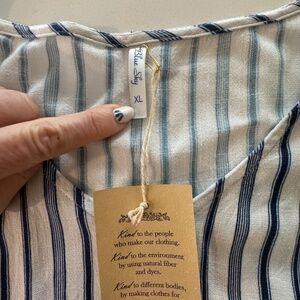 Blue Sky
XL
Kind to the people
who make our clothing.
Kind to the environment
by using natural fiber
and dyes.
Kind to different bodies,
by making clothes for